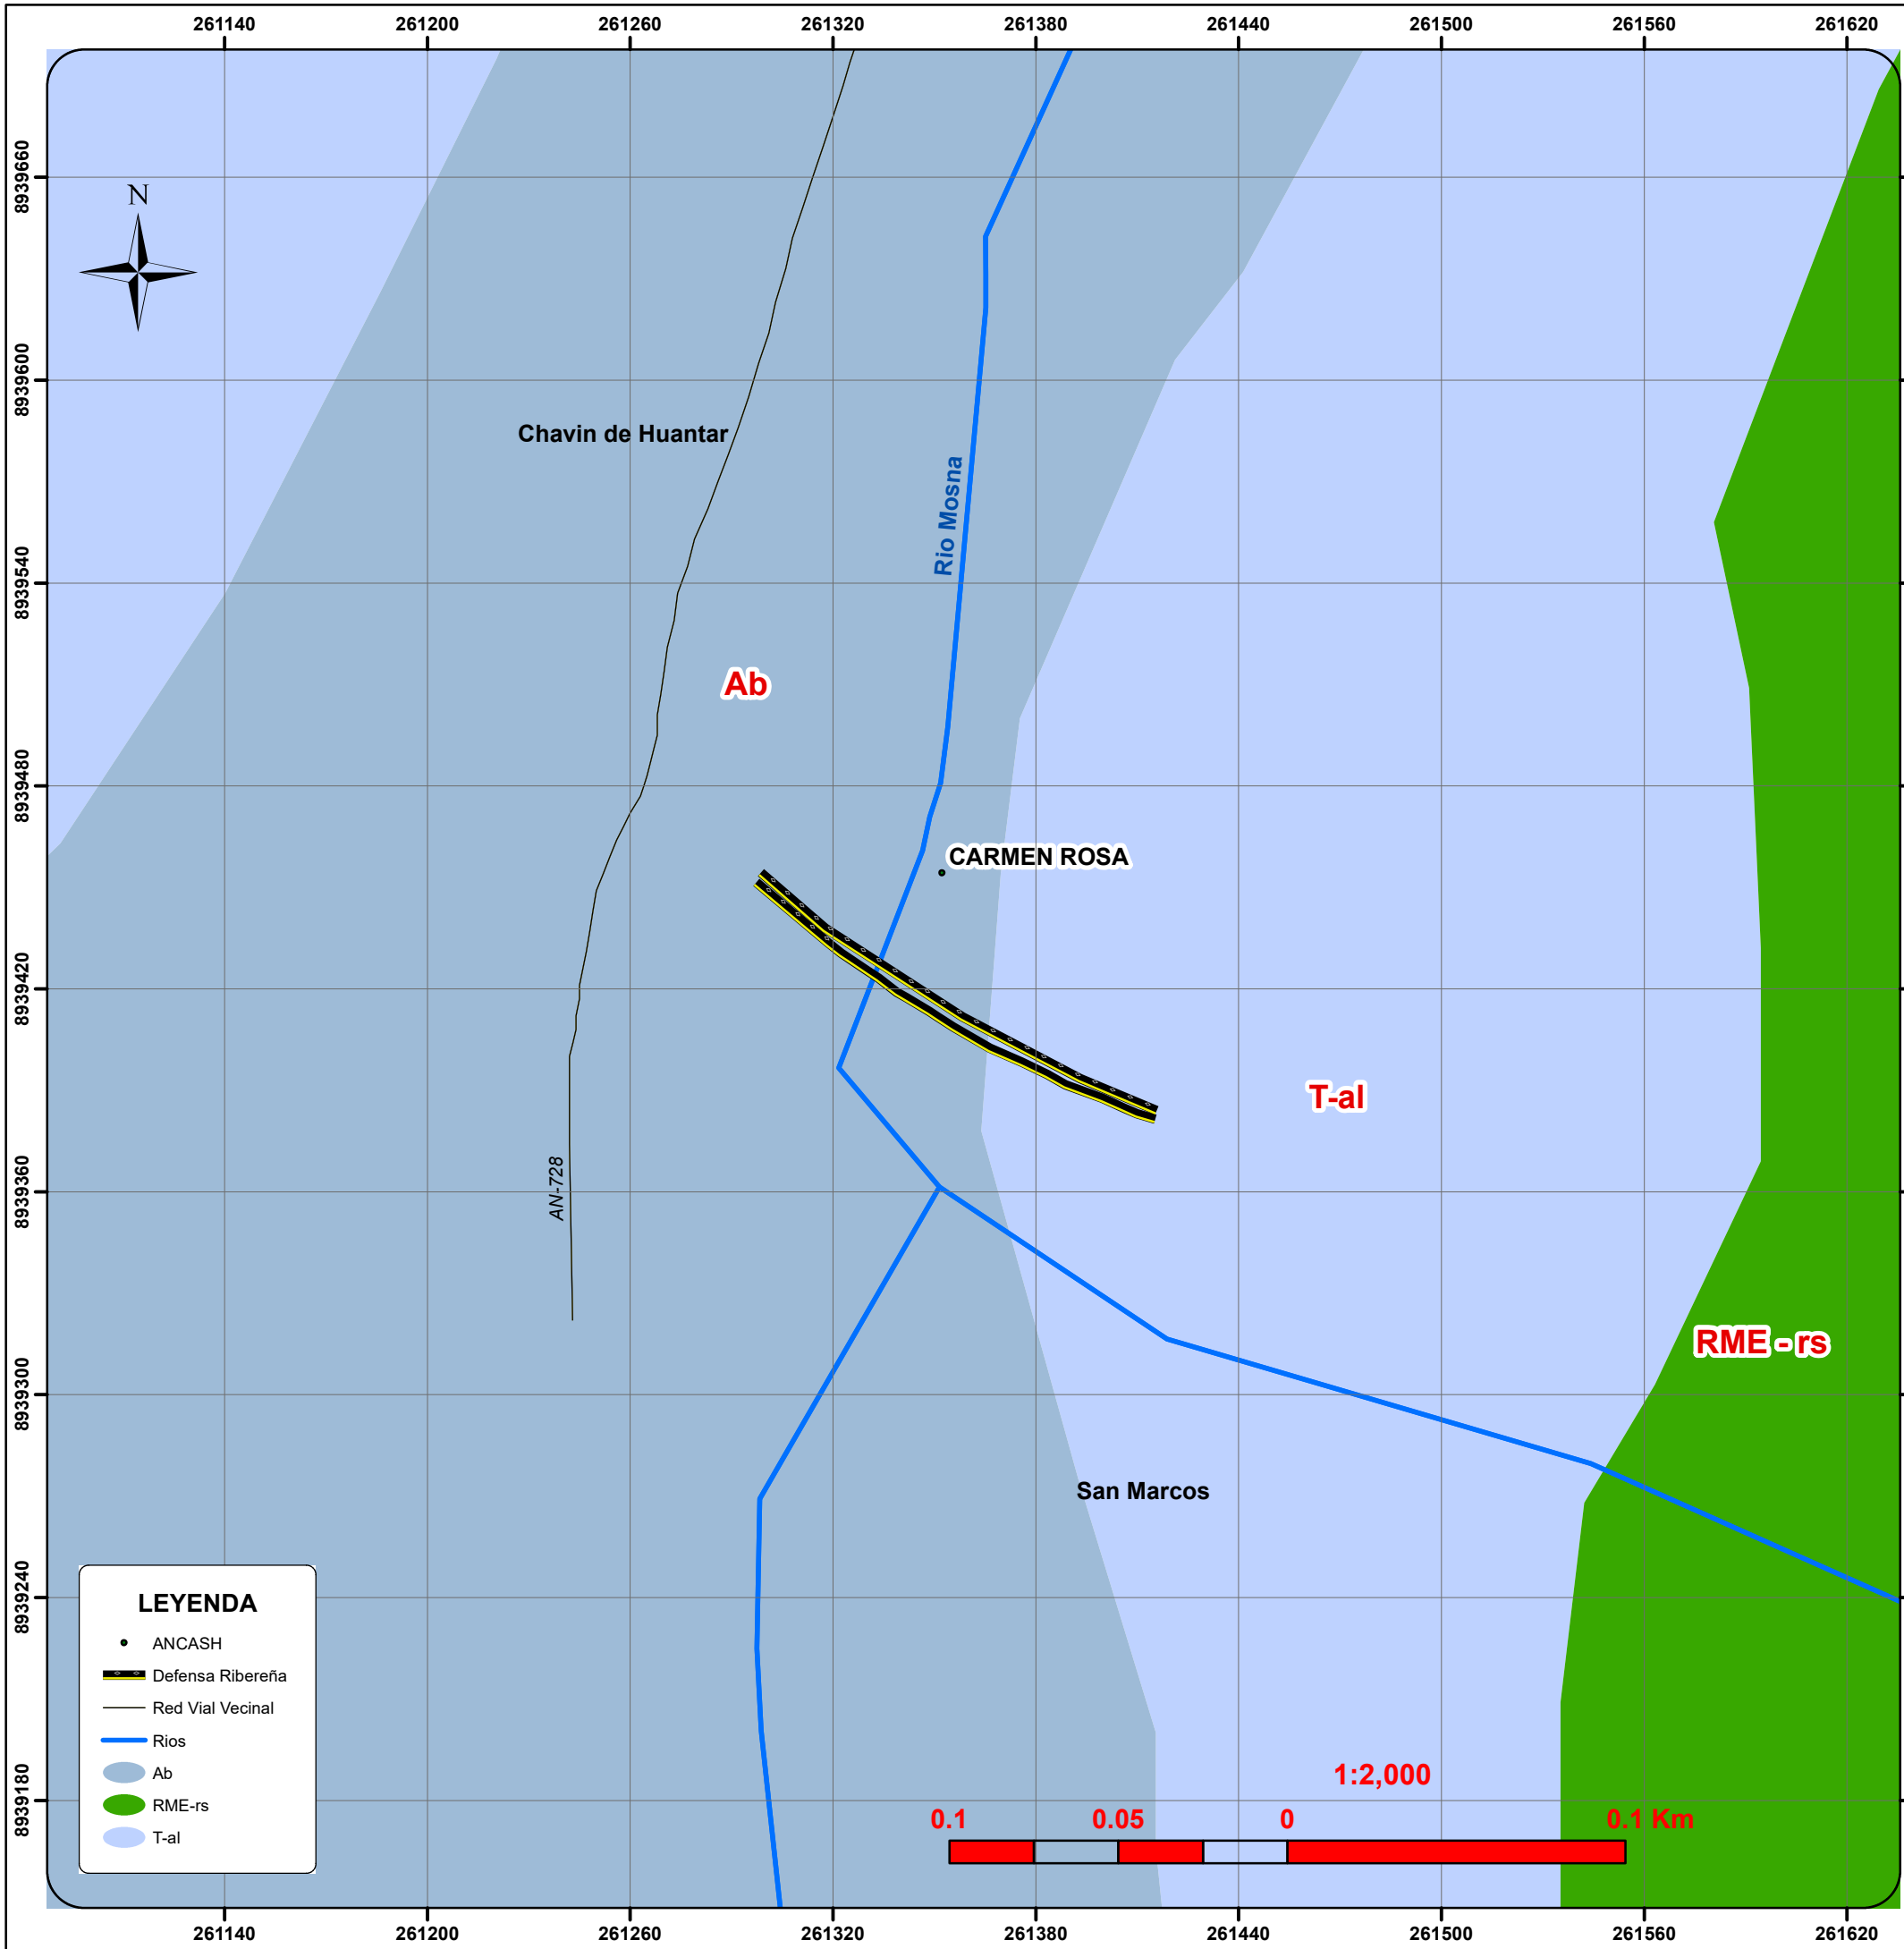 261140 261200 261260 261320 261380 261440 261500 261560 261620
8939660
N
8939600
Chavin de Huantar
Rio Mosna
8939540
Ab
8939480
CARMEN ROSA
8939420
T-al
AN-728
8939360
RME - rs
8939300
San Marcos
8939240
LEYENDA
ANCASH
Defensa Ribereña
Red Vial Vecinal
Rios
Ab
RME-rs
T-al
8939180
1:2,000
0.1 0.05 0 0.1 Km
261140 261200 261260 261320 261380 261440 261500 261560 261620